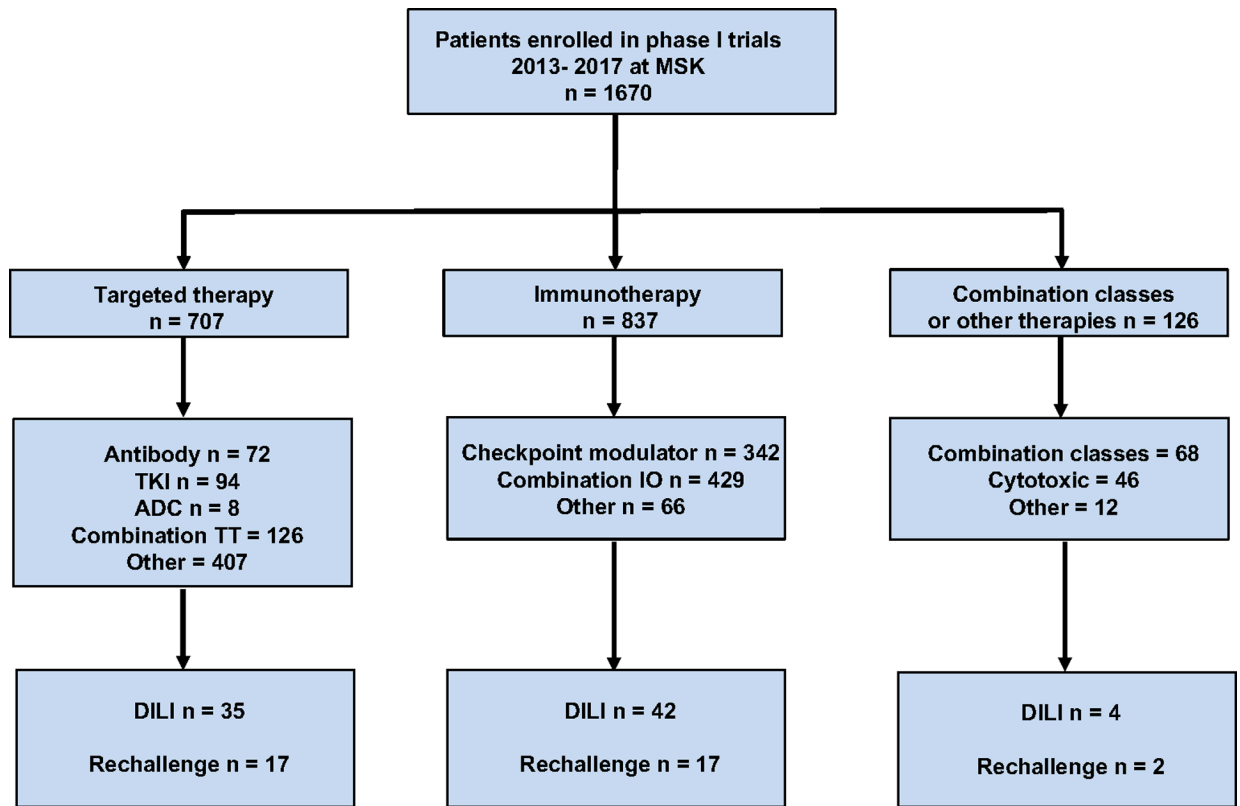 Patients enrolled in phase I trials
2013- 2017 at MSK
n = 1670
Targeted therapy
n = 707
Immunotherapy
n = 837
Combination classes
or other therapies n = 126
Antibody n = 72
TKI n = 94
ADC n = 8
Combination TT = 126
Other = 407
Checkpoint modulator n = 342
Combination IO n = 429
Other n = 66
Combination classes = 68
Cytotoxic = 46
Other = 12
DILI n = 35
Rechallenge n = 17
DILI n = 42
Rechallenge n = 17
DILI n = 4
Rechallenge n = 2